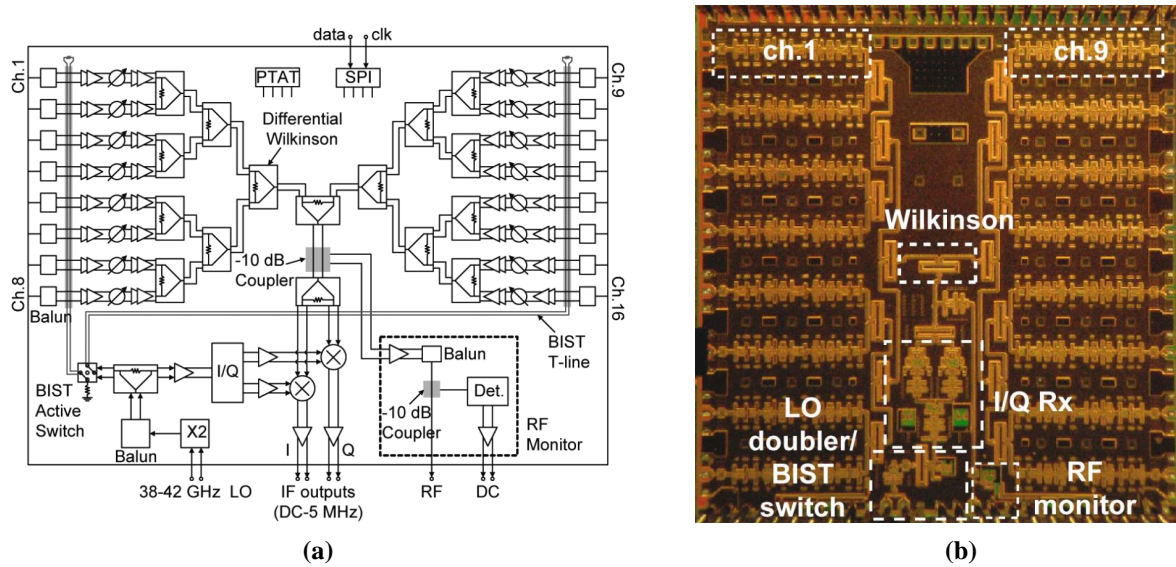 data clk
Ch.1
PTAT
SPI
Ch.9
Differential
Wilkinson
-10 dB
Coupler
Ch.8
Balun
Ch.16
BIST
T-line
BIST
Active
Switch
I/Q
Balun
Det.
-10 dB
Coupler
RF
Monitor
Balun
X2
I
Q
38-42 GHz LO
IF outputs
(DC-5 MHz)
RF
DC
(a)
ch.1
ch.9
Wilkinson
I/Q Rx
LO
doubler/
BIST
switch
RF
monitor
(b)